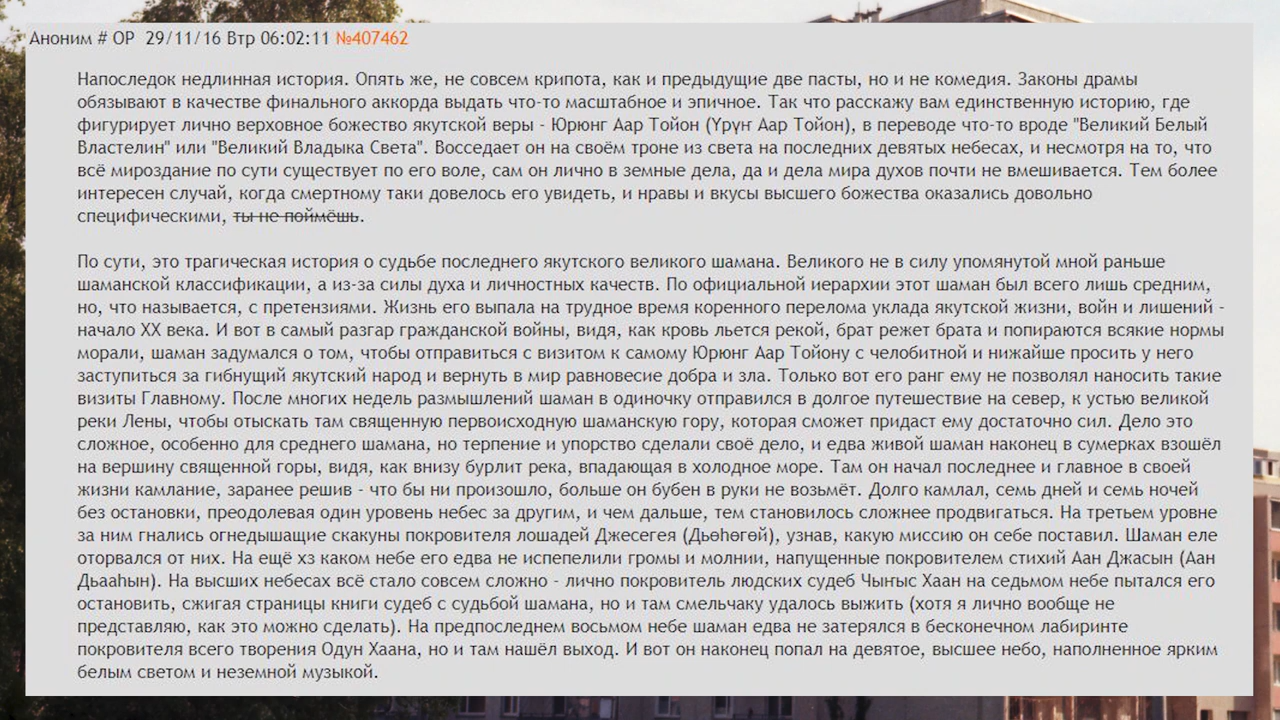 Аноним # OP 29/11/16 Втр 06:02:11 №407462
Напоследок недлинная история. Опять же, не совсем крипота, как и предыдущие две пасты, но и не комедия. Законы драмы
обязывают в качестве финального аккорда выдать что-то масштабное и эпичное. Так что расскажу вам единственную историю, где
фигурирует лично верховное божество якутской веры - Юрюнг Аар Тойон (Үрүҥ Аар Тойон), в переводе что-то вроде "Великий Белый
Властелин" или "Великий Владыка Света". Восседает он на своём троне из света на последних девятых небесах, и несмотря на то, что
всё мироздание по сути существует по его воле, сам он лично в земные дела, да и дела мира духов почти не вмешивается. Тем более
интересен случай, когда смертному таки довелось его увидеть, и нравы и вкусы высшего божества оказались довольно
специфическими, ты не поймёшь.
По сути, это трагическая история о судьбе последнего якутского великого шамана. Великого не в силу упомянутой мной раньше
шаманской классификации, а из-за силы духа и личностных качеств. По официальной иерархии этот шаман был всего лишь средним,
но, что называется, с претензиями. Жизнь его выпала на трудное время коренного перелома уклада якутской жизни, войн и лишений -
начало XX века. И вот в самый разгар гражданской войны, видя, как кровь льется рекой, брат режет брата и попираются всякие нормы
морали, шаман задумался о том, чтобы отправиться с визитом к самому Юрюнг Аар Тойону с челобитной и нижайше просить у него
заступиться за гибнущий якутский народ и вернуть в мир равновесие добра и зла. Только вот его ранг ему не позволял наносить такие
визиты Главному. После многих недель размышлений шаман в одиночку отправился в долгое путешествие на север, к устью великой
реки Лены, чтобы отыскать там священную первоисходную шаманскую гору, которая сможет придаст ему достаточно сил. Дело это
сложное, особенно для среднего шамана, но терпение и упорство сделали своё дело, и едва живой шаман наконец в сумерках взошёл
на вершину священной горы, видя, как внизу бурлит река, впадающая в холодное море. Там он начал последнее и главное в своей
жизни камлание, заранее решив - что бы ни произошло, больше он бубен в руки не возьмёт. Долго камлал, семь дней и семь ночей
без остановки, преодолевая один уровень небес за другим, и чем дальше, тем становилось сложнее продвигаться. На третьем уровне
за ним гнались огнедышащие скакуны покровителя лошадей Джесегея (Дьөһөгөй), узнав, какую миссию он себе поставил. Шаман еле
оторвался от них. На ещё хз каком небе его едва не испепелили громы и молнии, напущенные покровителем стихий Аан Джасын (Аан
Дьааһын). На высших небесах всё стало совсем сложно - лично покровитель людских судеб Чыҥыс Хаан на седьмом небе пытался его
остановить, сжигая страницы книги судеб с судьбой шамана, но и там смельчаку удалось выжить (хотя я лично вообще не
представляю, как это можно сделать). На предпоследнем восьмом небе шаман едва не затерялся в бесконечном лабиринте
покровителя всего творения Одун Хаана, но и там нашёл выход. И вот он наконец попал на девятое, высшее небо, наполненное ярким
белым светом и неземной музыкой.